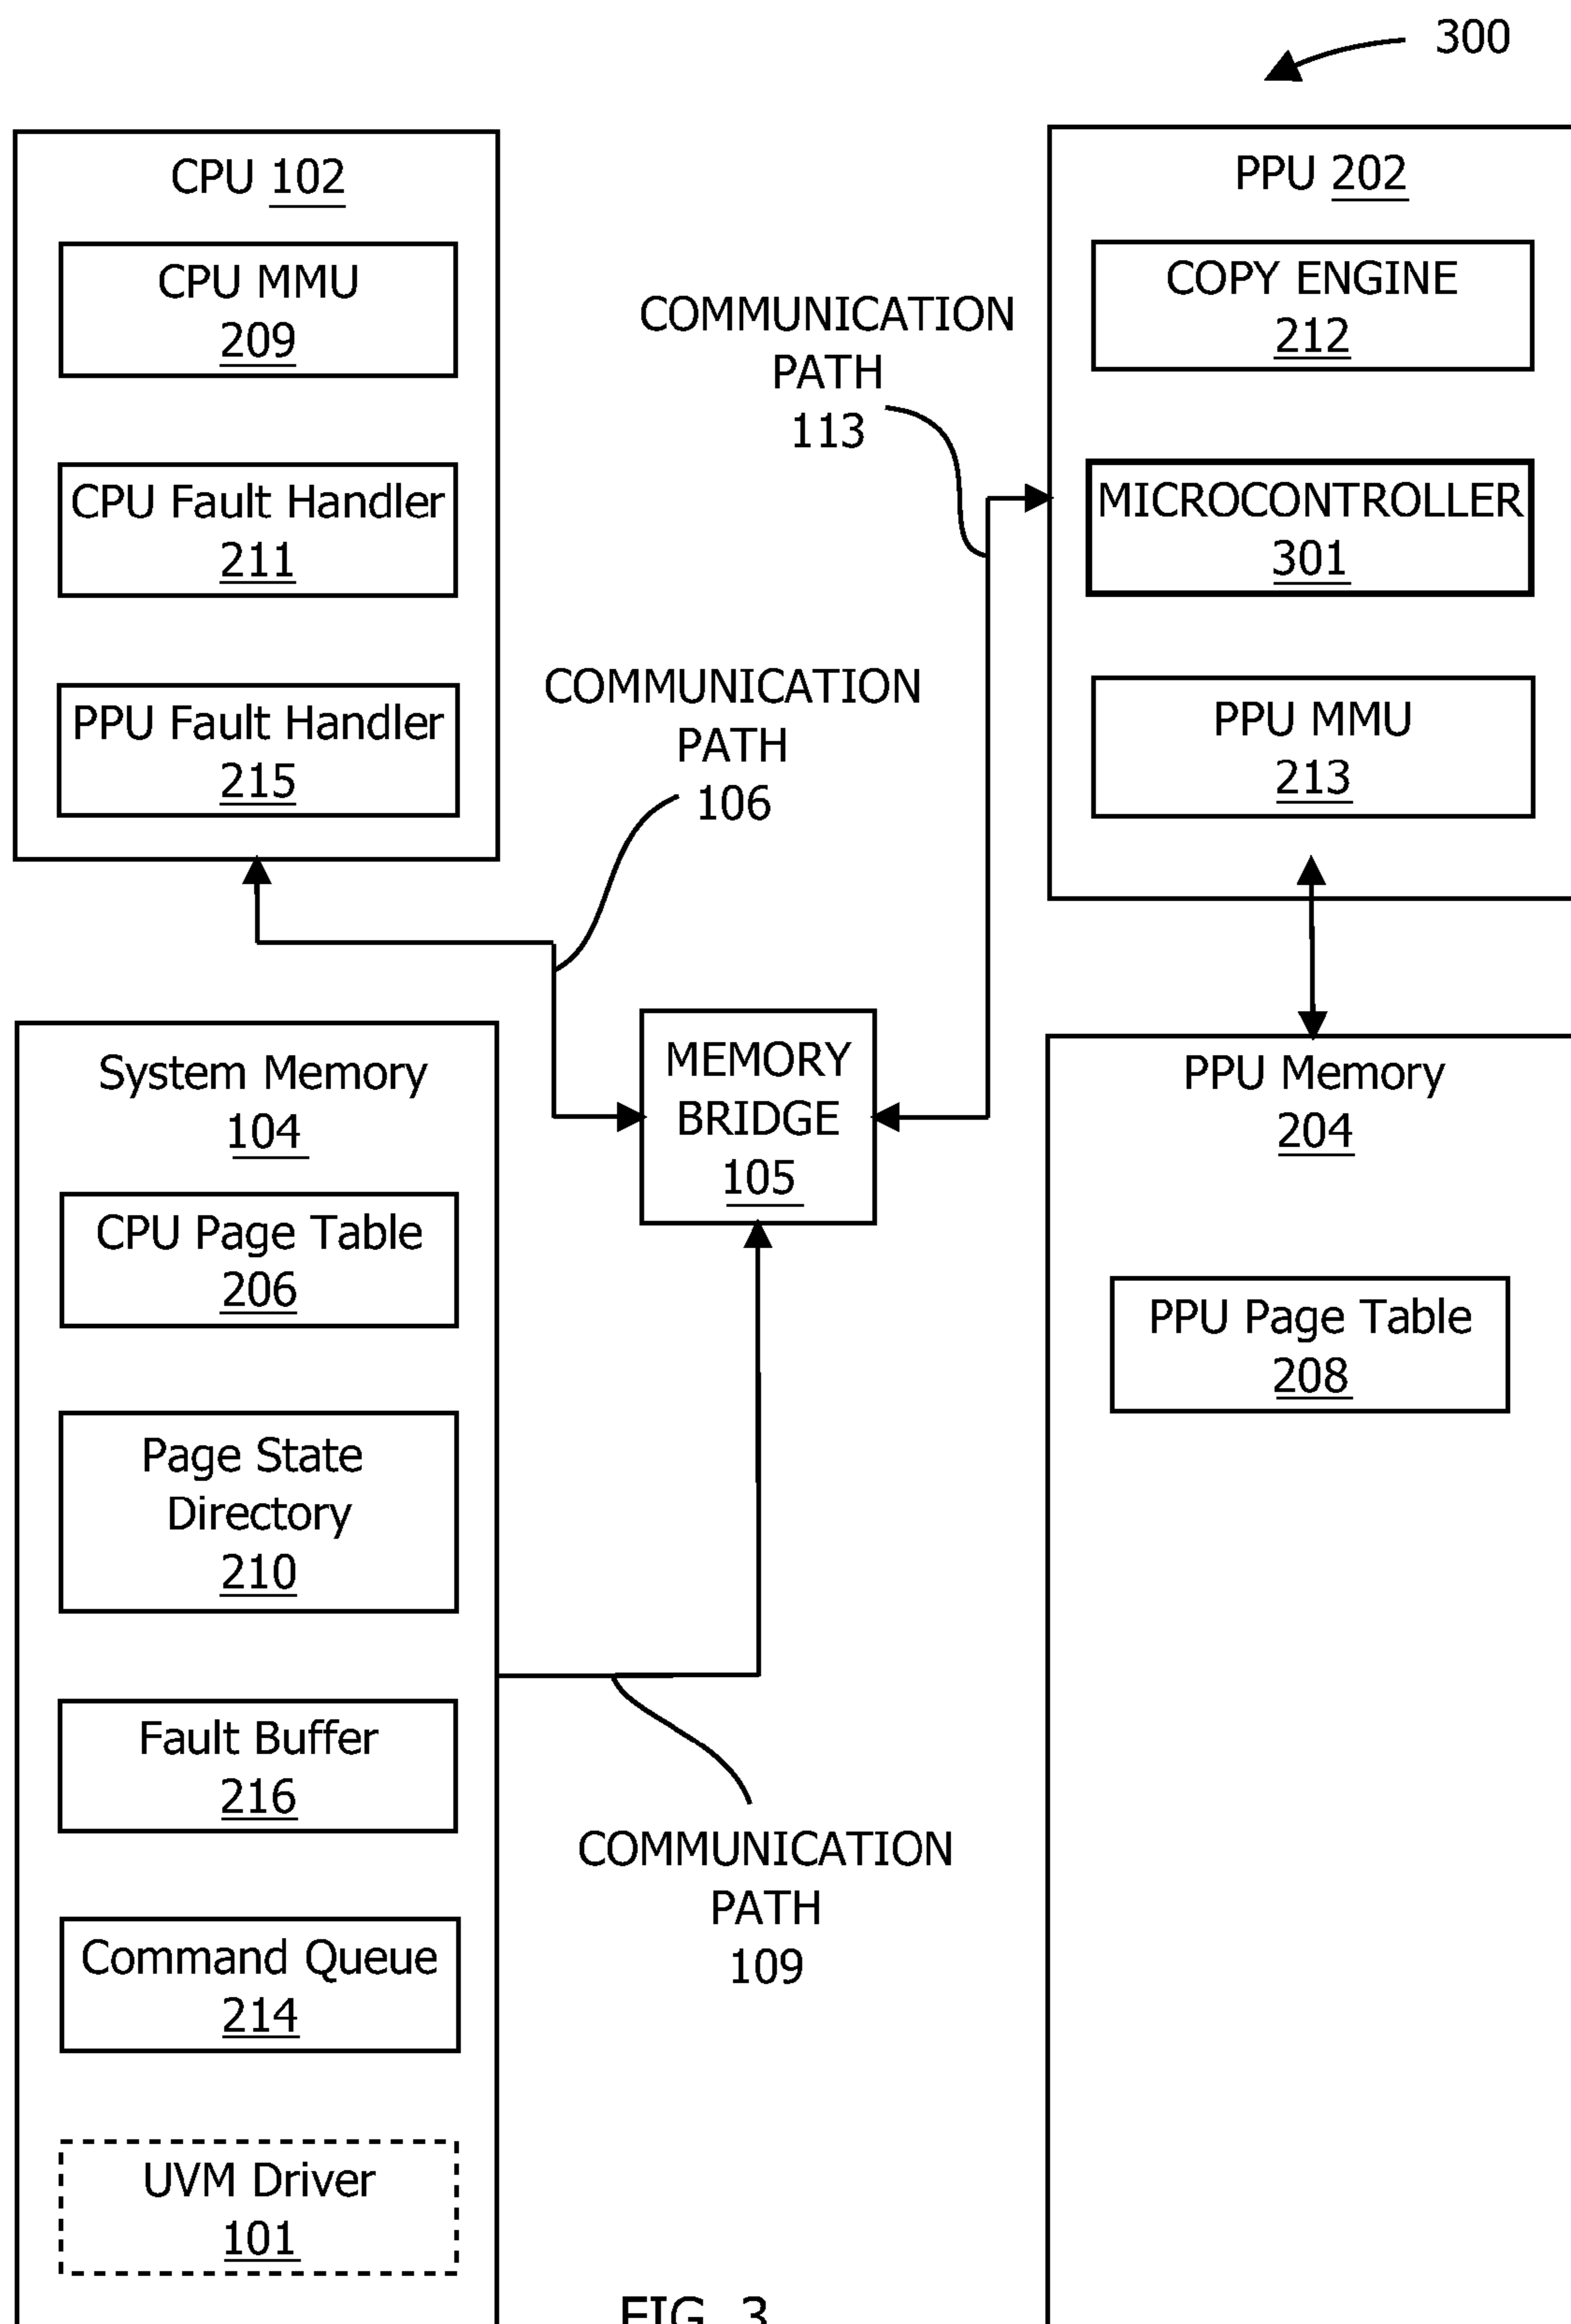 300
CPU 102
CPU MMU
209
CPU Fault Handler
211
PPU Fault Handler
215
COMMUNICATION
PATH
113
COMMUNICATION
PATH
106
PPU 202
COPY ENGINE
212
MICROCONTROLLER
301
PPU MMU
213
System Memory
104
CPU Page Table
206
Page State
Directory
210
Fault Buffer
216
Command Queue
214
UVM Driver
101
MEMORY
BRIDGE
105
COMMUNICATION
PATH
109
PPU Memory
204
PPU Page Table
208
FIG. 3